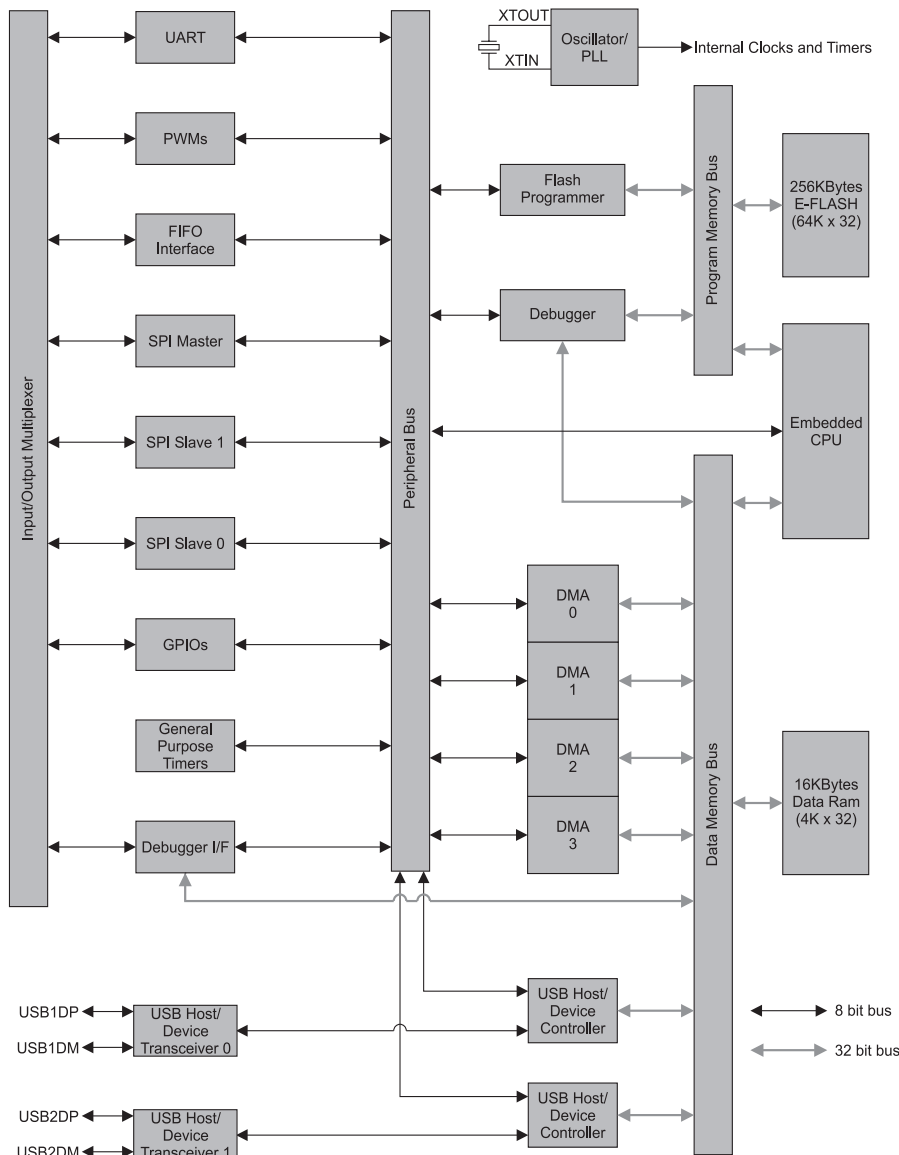 XTOUT
XTIN
Oscillator/
PLL
Internal Clocks and Timers
Input/Output Multiplexer
UART
PWMs
FIFO
Interface
SPI Master
SPI Slave 1
SPI Slave 0
GPIOs
General
Purpose
Timers
Debugger I/F
Peripheral Bus
Flash
Programmer
Debugger
Program Memory Bus
256KBytes
E-FLASH
(64K x 32)
Embedded
CPU
DMA
0
DMA
1
DMA
2
DMA
3
Data Memory Bus
16KBytes
Data Ram
(4K x 32)
USB1DP
USB1DM
USB Host/
Device
Transceiver 0
USB Host/
Device
Controller
8 bit bus
32 bit bus
USB2DP
USB2DM
USB Host/
Device
Transceiver 1
USB Host/
Device
Controller